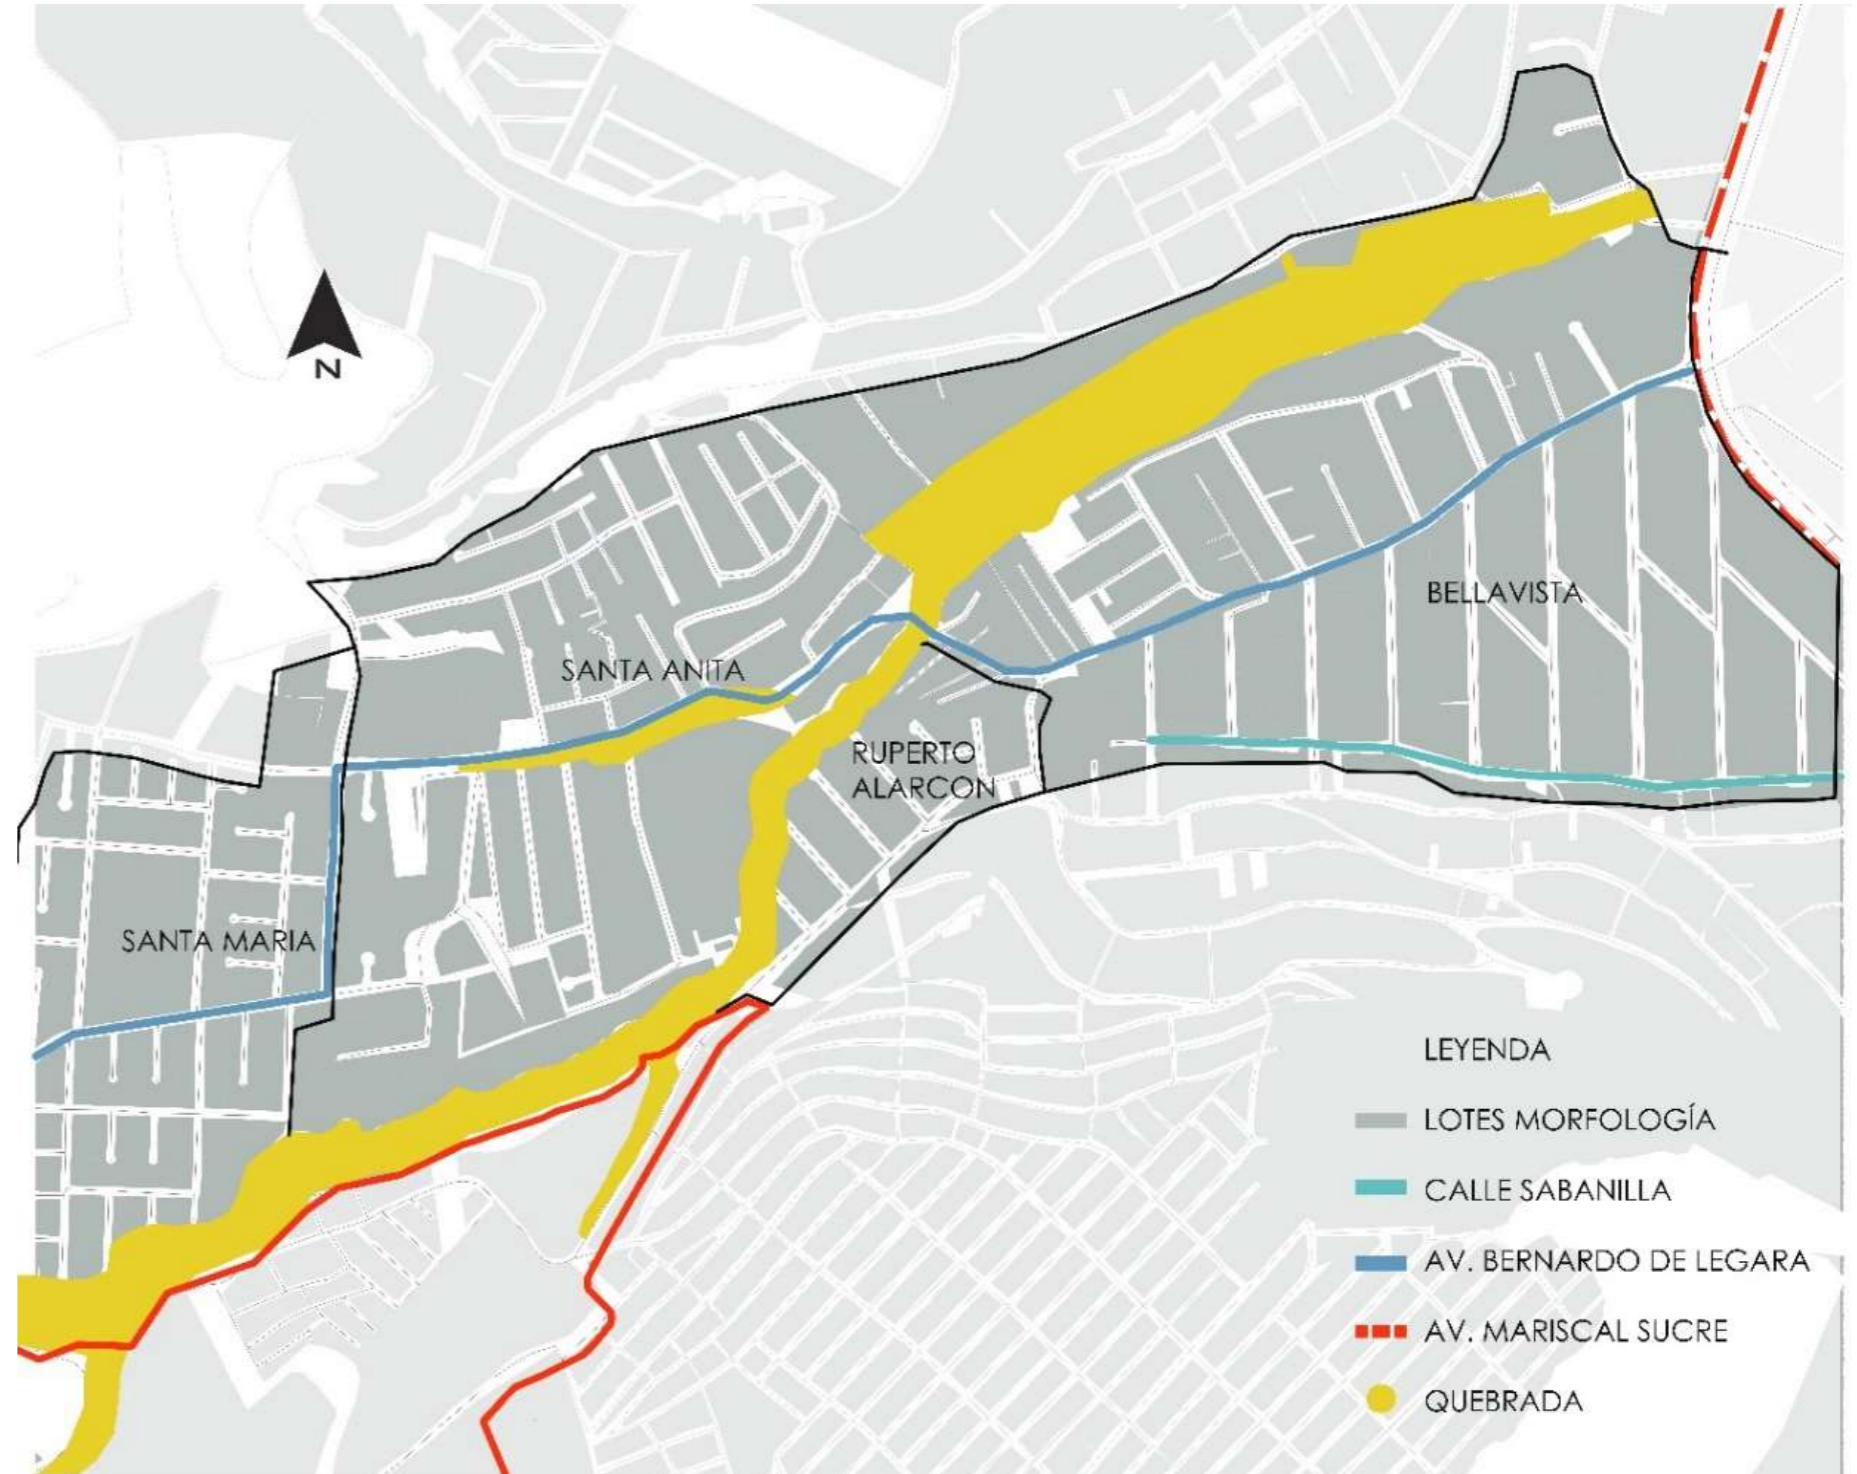 N
BELLAVISTA
SANTA ANITA
RUPERTO
ALARCON
SANTA MARIA
LEYENDA
LOTES MORFOLOGÍA
CALLE SABANILLA
AV. BERNARDO DE LEGARA
AV. MARISCAL SUCRE
QUEBRADA